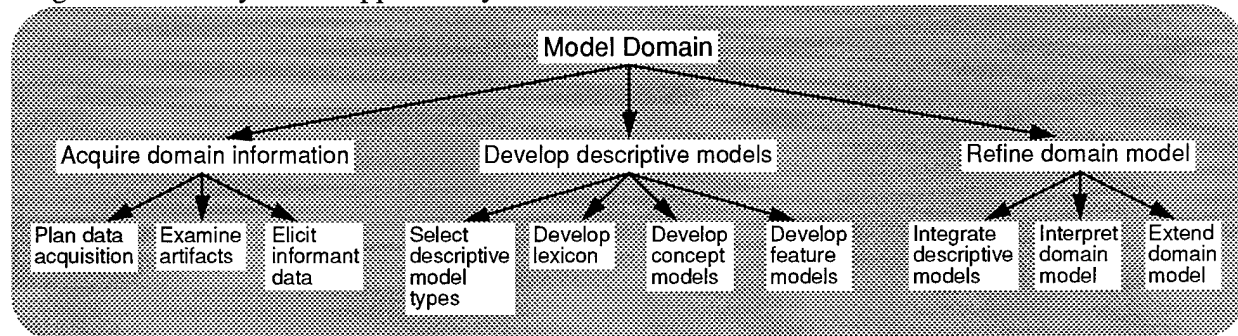 Model Domain
Acquire domain information
Develop descriptive models
Refine domain model
Plan data
acquisition
Examine
artifacts
Elicit
informant
data
Select
descriptive
model
types
Develop
lexicon
Develop
concept
models
Develop
feature
models
Integrate
descriptive
models
Interpret
domain
model
Extend
domain
model